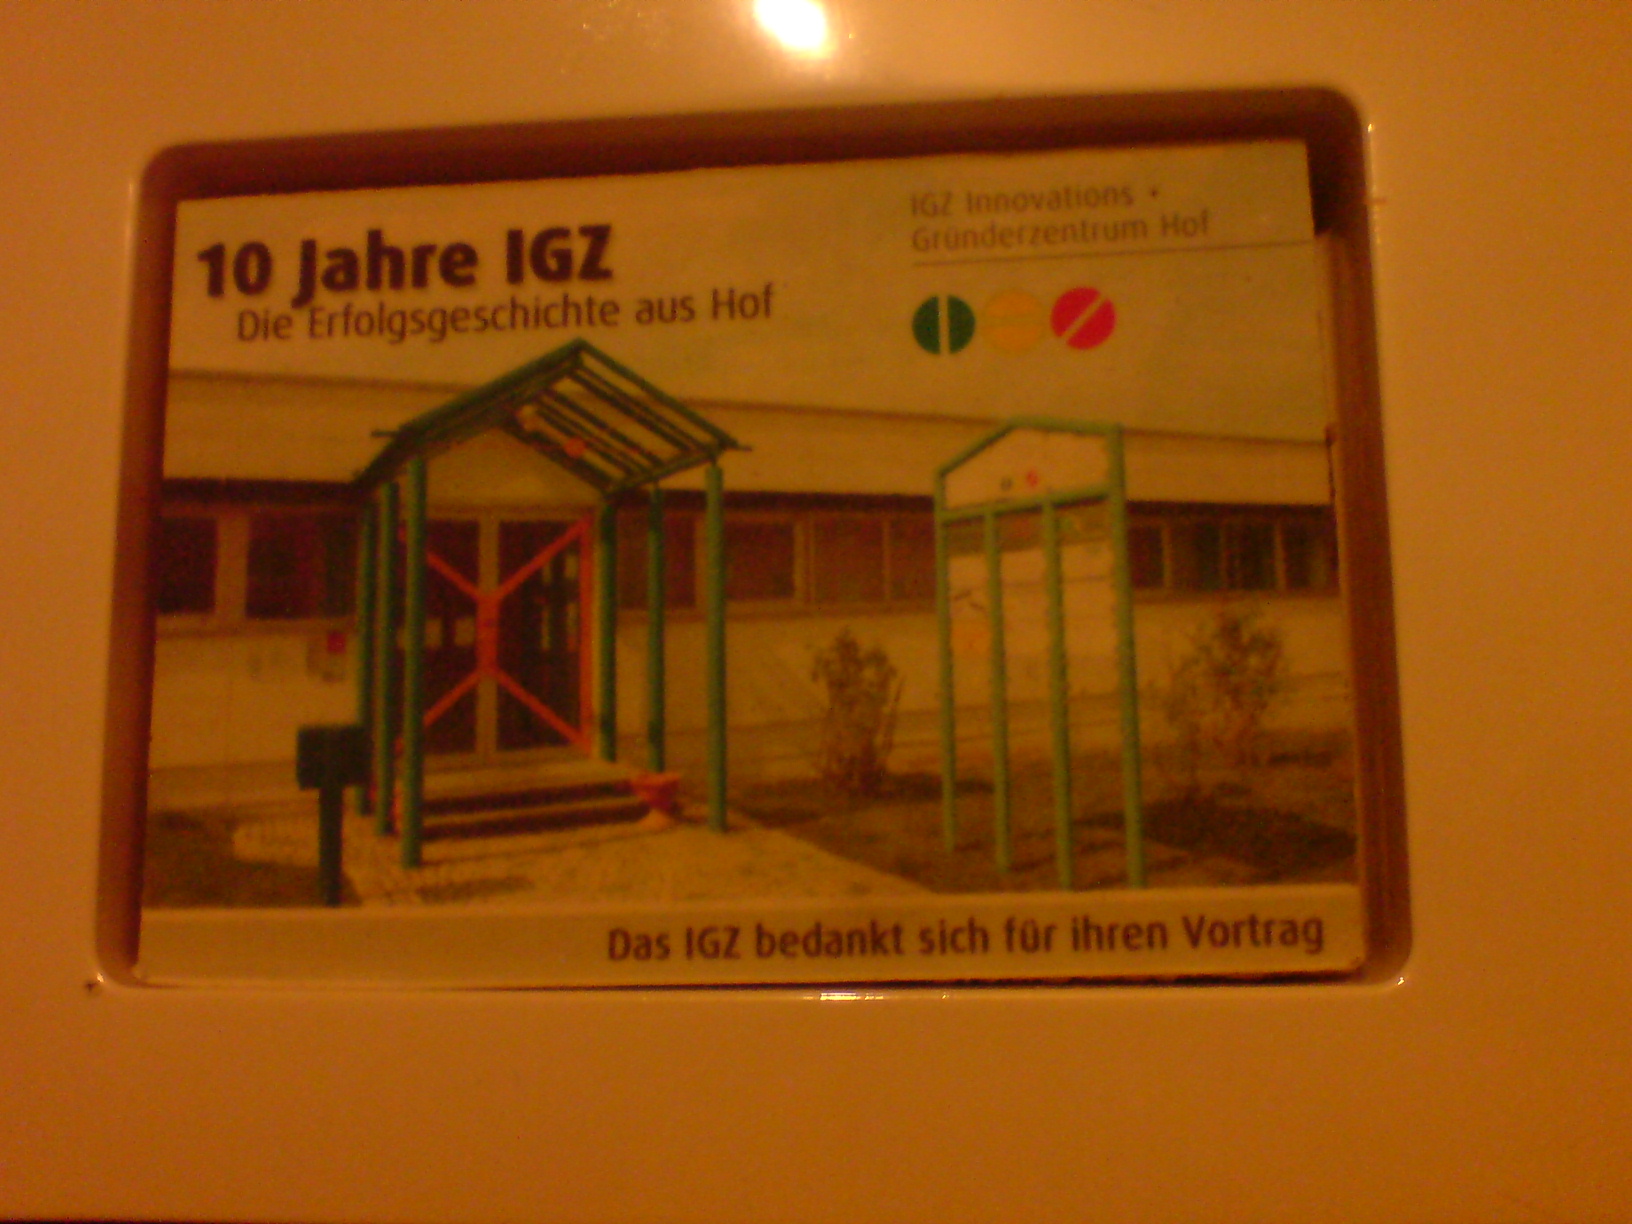 10 Jahre IGZ
Die Erfolgsgeschichte aus Hof
IGZ Innovations •
Gründerzentrum Hof
Das IGZ bedankt sich für ihren Vortrag